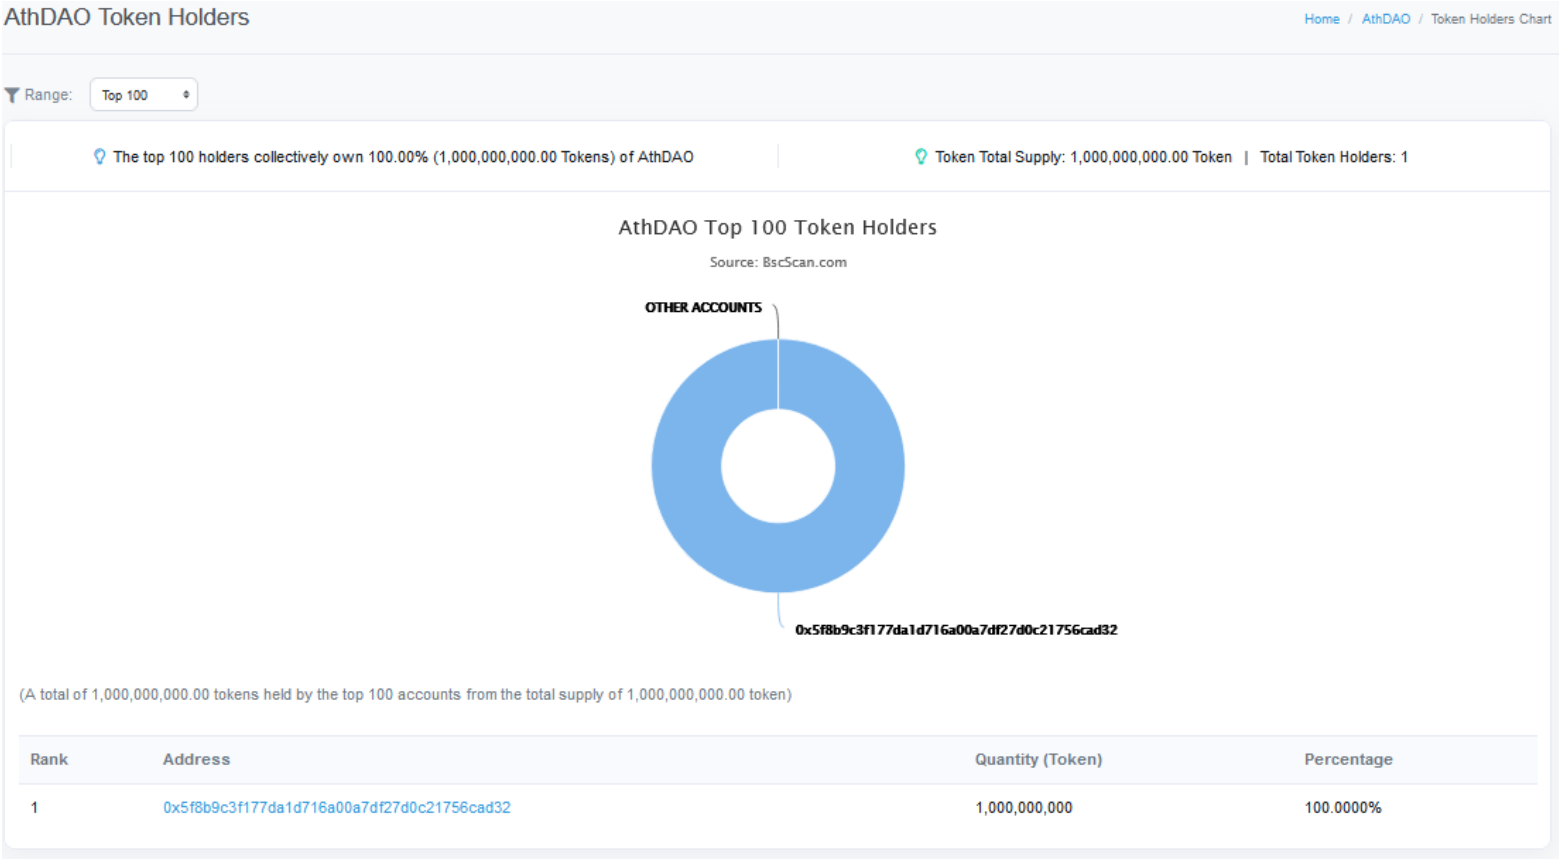 AthDAO Token Holders
Home / AthDAO / Token Holders Chart
Range: Top 100
The top 100 holders collectively own 100.00% (1,000,000,000.00 Tokens) of AthDAO
Token Total Supply: 1,000,000,000.00 Token | Total Token Holders: 1
AthDAO Top 100 Token Holders
Source: BscScan.com
OTHER ACCOUNTS
0x5f8b9c3f177da1d716a00a7df27d0c21756cad32
(A total of 1,000,000,000.00 tokens held by the top 100 accounts from the total supply of 1,000,000,000.00 token)
Rank Address Quantity (Token) Percentage
1 0x5f8b9c3f177da1d716a00a7df27d0c21756cad32 1,000,000,000 100.0000%